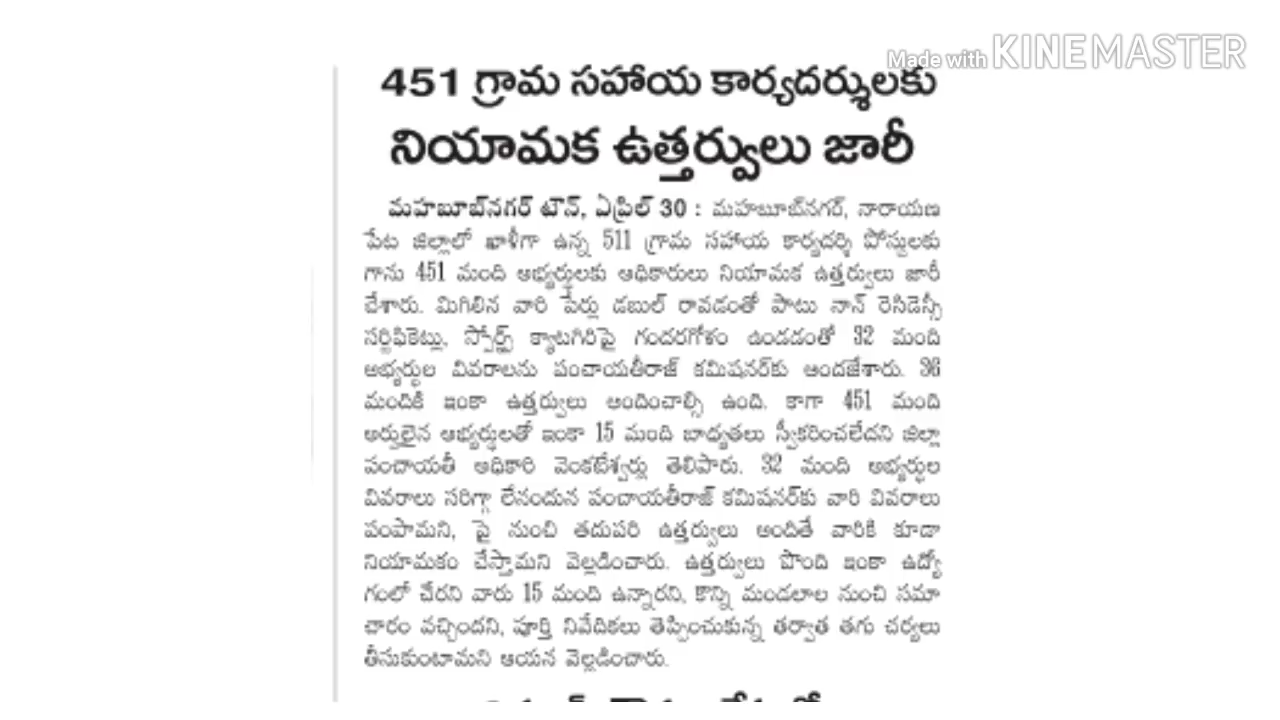 Made with KINEMASTER
451 గ్రామ సహాయ కార్యదర్శులకు
నియామక ఉత్తర్వులు జారీ
మహబూబ్‌నగర్ టౌన్, ఏప్రిల్ 30 : మహబూబ్‌నగర్, నారాయణ
పేట జిల్లాలో ఖాళీగా ఉన్న 511 గ్రామ సహాయ కార్యదర్శి పోస్టులకు
గాను 451 మంది అభ్యర్థులకు అధికారులు నియామక ఉత్తర్వులు జారీ
చేశారు. మిగిలిన వారి పేర్లు డబుల్ రావడంతో పాటు నాన్ రెసిడెన్సీ
సర్టిఫికెట్లు, స్పోర్ట్స్ క్యాటగిరిపై గందరగోళం ఉండడంతో 32 మంది
అభ్యర్థుల వివరాలను పంచాయతీరాజ్ కమిషనర్‌కు అందజేశారు. 36
మందికి ఇంకా ఉత్తర్వులు అందించాల్సి ఉంది. కాగా 451 మంది
అర్హులైన అభ్యర్థులతో ఇంకా 15 మంది బాధ్యతలు స్వీకరించలేదని జిల్లా
పంచాయతీ అధికారి వెంకటేశ్వర్లు తెలిపారు. 32 మంది అభ్యర్థుల
వివరాలు సరిగ్గా లేనందున పంచాయతీరాజ్ కమిషనర్‌కు వారి వివరాలు
పంపామని, పై నుంచి తదుపరి ఉత్తర్వులు అందితే వారికి కూడా
నియామకం చేస్తామని వెల్లడించారు. ఉత్తర్వులు పొంది ఇంకా ఉద్యో
గంలో చేరని వారు 15 మంది ఉన్నారని, కొన్ని మండలాల నుంచి సమా
చారం వచ్చిందని, పూర్తి నివేదికలు తెప్పించుకున్న తర్వాత తగు చర్యలు
తీసుకుంటామని ఆయన వెల్లడించారు.